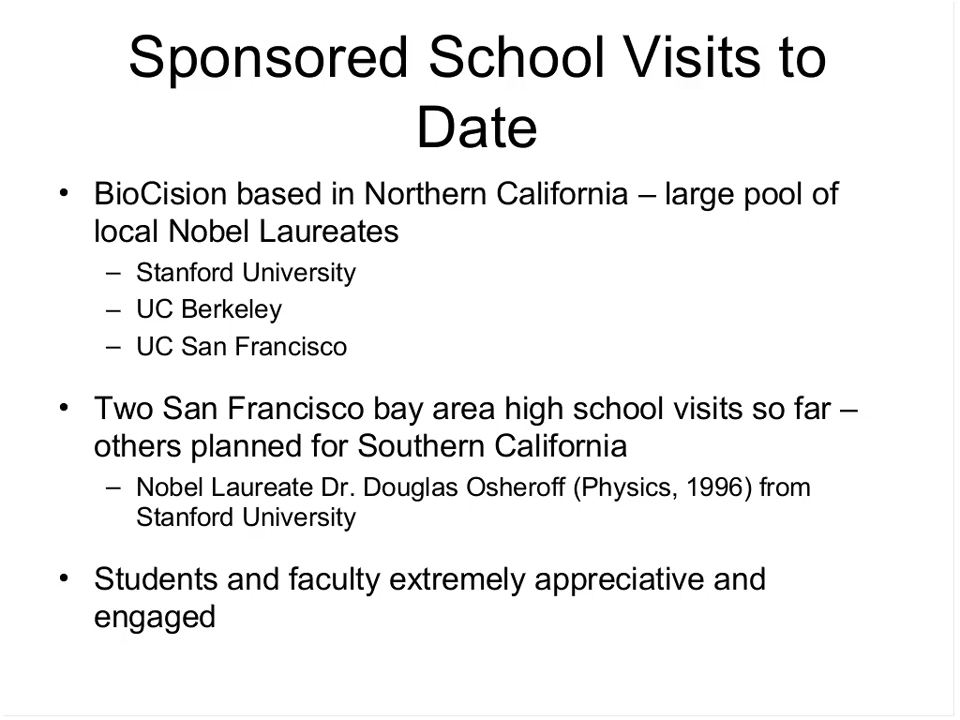 Sponsored School Visits to
Date
• BioCision based in Northern California – large pool of
local Nobel Laureates
– Stanford University
– UC Berkeley
– UC San Francisco
• Two San Francisco bay area high school visits so far –
others planned for Southern California
– Nobel Laureate Dr. Douglas Osheroff (Physics, 1996) from
Stanford University
• Students and faculty extremely appreciative and
engaged